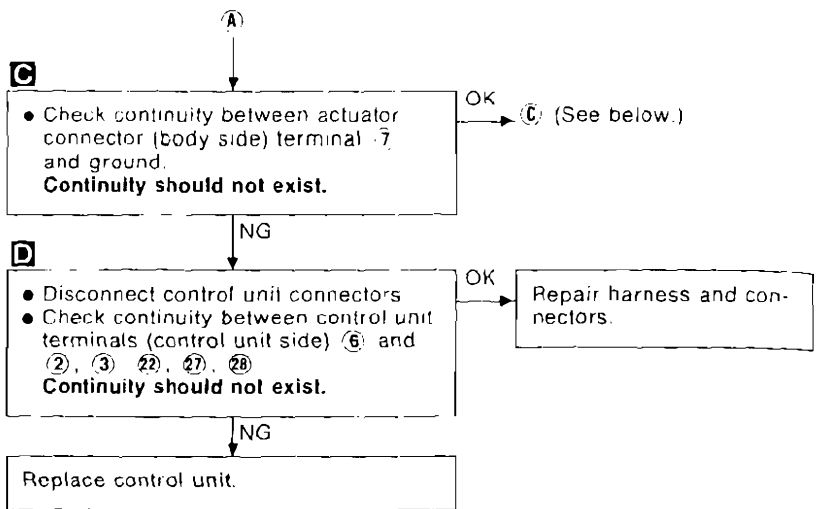 Ⓐ
C
● Check continuity between actuator
connector (body side) terminal 7
and ground.
Continuity should not exist.
OK
Ⓒ (See below.)
NG
D
● Disconnect control unit connectors
● Check continuity between control unit
terminals (control unit side) ⑥ and
②, ③ ㉒, ㉗, ㉘
Continuity should not exist.
OK
Repair harness and con-
nectors.
NG
Replace control unit.